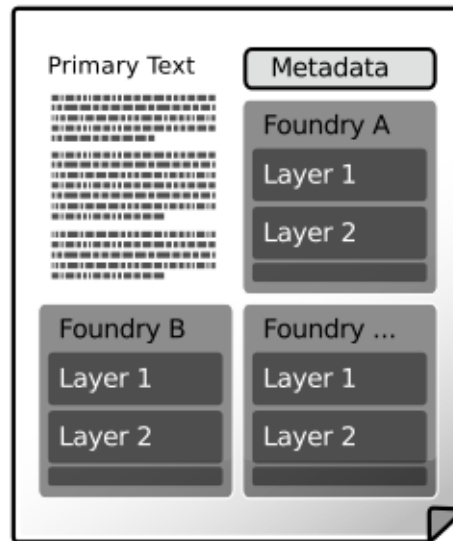 Primary Text
Metadata
Foundry A
Layer 1
Layer 2
Foundry B
Layer 1
Layer 2
Foundry ...
Layer 1
Layer 2